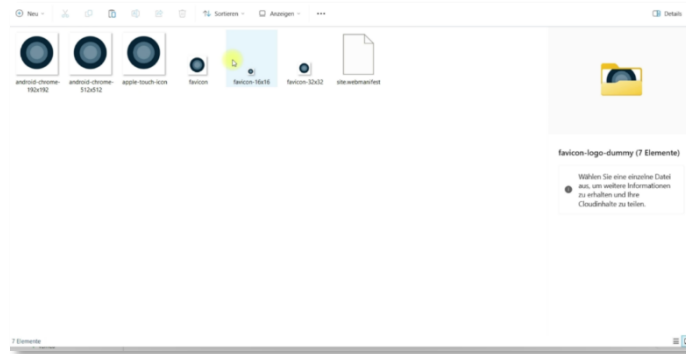 Neu
Sortieren
Anzeigen
Details
android-chrome-192x192
android-chrome-512x512
apple-touch-icon
favicon
favicon-16x16
favicon-32x32
site.webmanifest
favicon-logo-dummy (7 Elemente)
Wählen Sie eine einzelne Datei
aus, um weitere Informationen
zu erhalten und Ihre
Cloudinhalte zu teilen.
7 Elemente